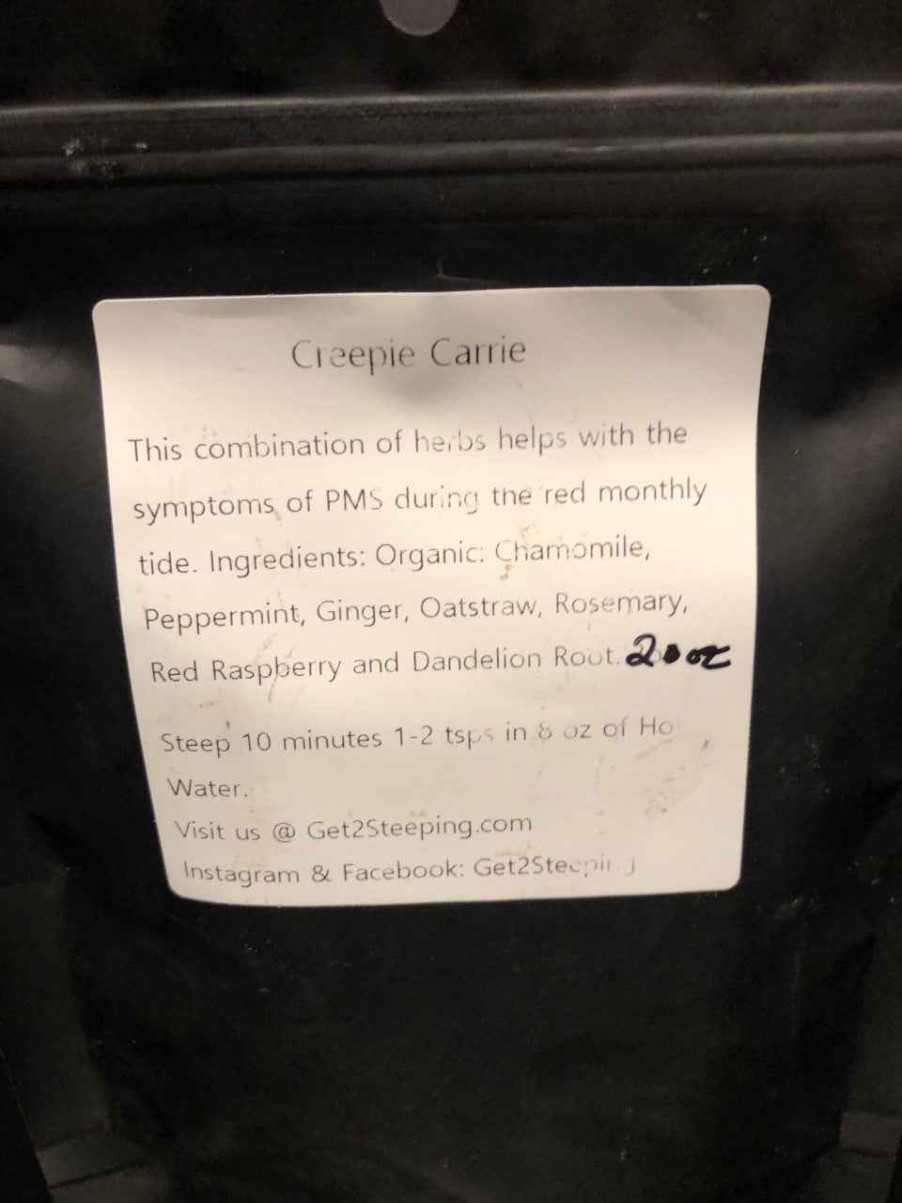 Creepie Carrie
This combination of herbs helps with the
symptoms of PMS during the red monthly
tide. Ingredients: Organic: Chamomile,
Peppermint, Ginger, Oatstraw, Rosemary,
Red Raspberry and Dandelion Root.
Steep 10 minutes 1-2 tsps in 8 oz of Ho
Water.
Visit us @ Get2Steeping.com
Instagram & Facebook: Get2Steeping